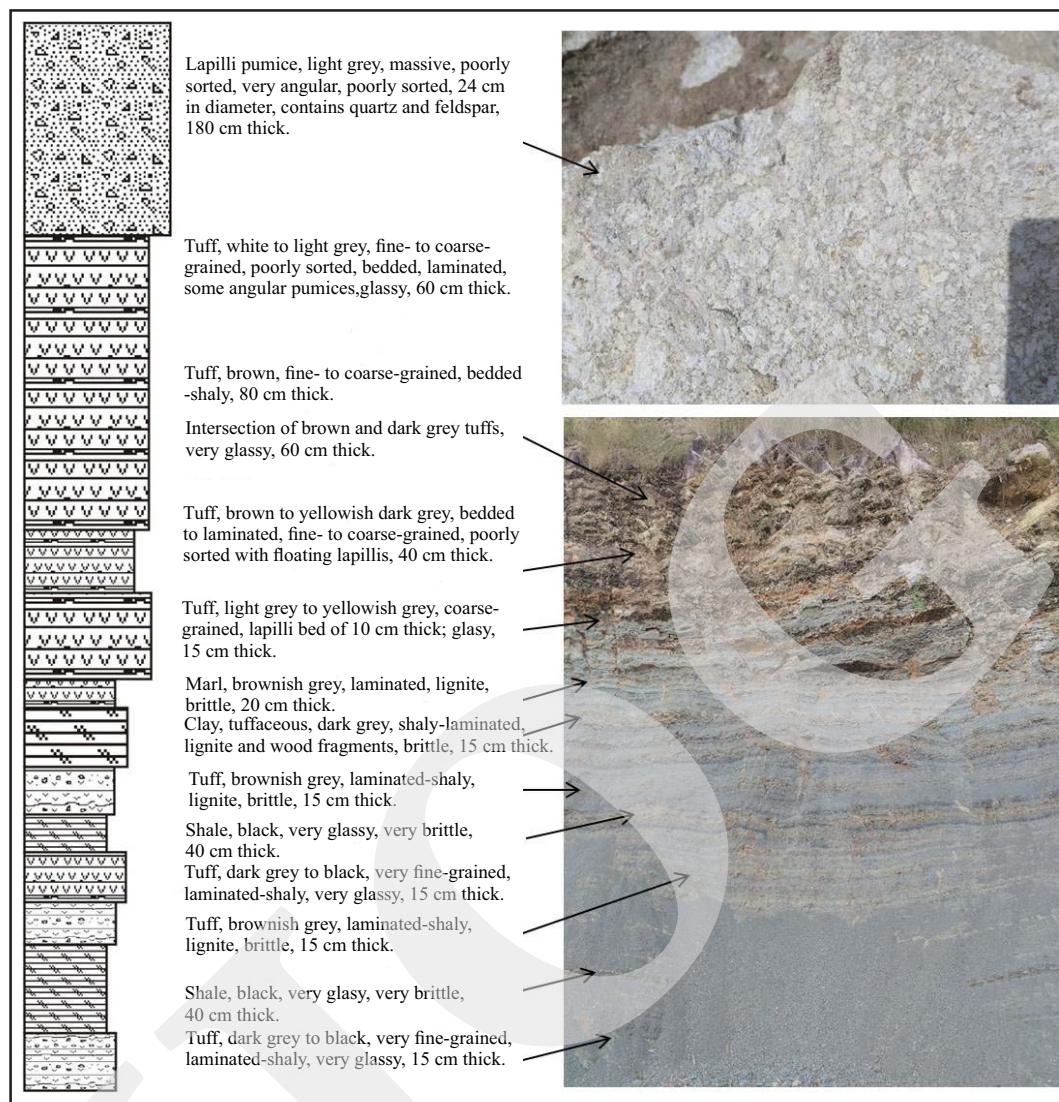 Lapilli pumice, light grey, massive, poorly
sorted, very angular, poorly sorted, 24 cm
in diameter, contains quartz and feldspar,
180 cm thick.
Tuff, white to light grey, fine- to coarse-
grained, poorly sorted, bedded, laminated,
some angular pumices,glassy, 60 cm thick.
Tuff, brown, fine- to coarse-grained, bedded
-shaly, 80 cm thick.
Intersection of brown and dark grey tuffs,
very glassy, 60 cm thick.
Tuff, brown to yellowish dark grey, bedded
to laminated, fine- to coarse-grained, poorly
sorted with floating lapillis, 40 cm thick.
Tuff, light grey to yellowish grey, coarse-
grained, lapilli bed of 10 cm thick; glasy,
15 cm thick.
Marl, brownish grey, laminated, lignite,
brittle, 20 cm thick.
Clay, tuffaceous, dark grey, shaly-laminated,
lignite and wood fragments, brittle, 15 cm thick.
Tuff, brownish grey, laminated-shaly,
lignite, brittle, 15 cm thick.
Shale, black, very glassy, very brittle,
40 cm thick.
Tuff, dark grey to black, very fine-grained,
laminated-shaly, very glassy, 15 cm thick.
Tuff, brownish grey, laminated-shaly,
lignite, brittle, 15 cm thick.
Shale, black, very glasy, very brittle,
40 cm thick.
Tuff, dark grey to black, very fine-grained,
laminated-shaly, very glassy, 15 cm thick.